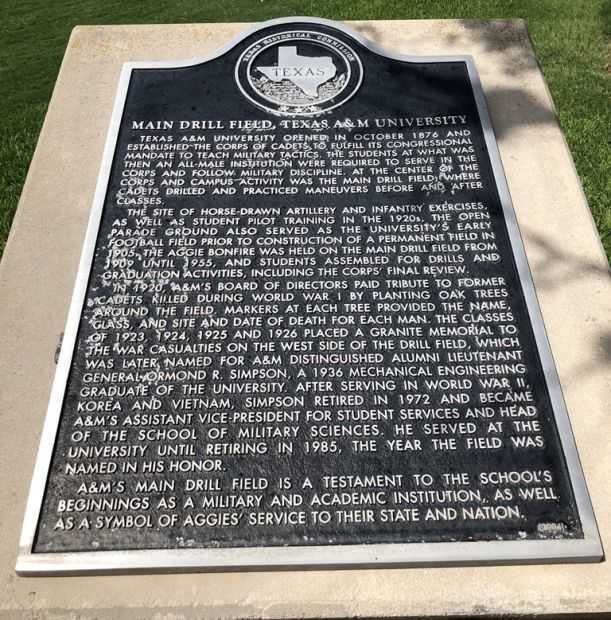 TEXAS HISTORICAL COMMISSION
TEXAS
MAIN DRILL FIELD, TEXAS A&M UNIVERSITY
TEXAS A&M UNIVERSITY OPENED IN OCTOBER 1876 AND
ESTABLISHED THE CORPS OF CADETS TO FULFILL ITS CONGRESSIONAL
MANDATE TO TEACH MILITARY TACTICS. THE STUDENTS AT WHAT WAS
THEN AN ALL-MALE INSTITUTION WERE REQUIRED TO SERVE IN THE
CORPS AND FOLLOW MILITARY DISCIPLINE. AT THE CENTER OF THE
CORPS AND CAMPUS ACTIVITY WAS THE MAIN DRILL FIELD, WHERE
CADETS DRILLED AND PRACTICED MANEUVERS BEFORE AND AFTER
CLASSES.
THE SITE OF HORSE-DRAWN ARTILLERY AND INFANTRY EXERCISES,
AS WELL AS STUDENT PILOT TRAINING IN THE 1920s, THE OPEN
PARADE GROUND ALSO SERVED AS THE UNIVERSITY'S EARLY
FOOTBALL FIELD PRIOR TO CONSTRUCTION OF A PERMANENT FIELD IN
1905. THE AGGIE BONFIRE WAS HELD ON THE MAIN DRILL FIELD FROM
1909 UNTIL 1955, AND STUDENTS ASSEMBLED FOR DRILLS AND
GRADUATION ACTIVITIES, INCLUDING THE CORPS' FINAL REVIEW.
IN 1920, A&M'S BOARD OF DIRECTORS PAID TRIBUTE TO FORMER
CADETS KILLED DURING WORLD WAR I BY PLANTING OAK TREES
AROUND THE FIELD. MARKERS AT EACH TREE PROVIDED THE NAME,
CLASS, AND SITE AND DATE OF DEATH FOR EACH MAN. THE CLASSES
OF 1923, 1924, 1925 AND 1926 PLACED A GRANITE MEMORIAL TO
THE WAR CASUALTIES ON THE WEST SIDE OF THE DRILL FIELD, WHICH
WAS LATER NAMED FOR A&M DISTINGUISHED ALUMNI LIEUTENANT
GENERAL ORMOND R. SIMPSON, A 1936 MECHANICAL ENGINEERING
GRADUATE OF THE UNIVERSITY. AFTER SERVING IN WORLD WAR II,
KOREA AND VIETNAM, SIMPSON RETIRED IN 1972 AND BECAME
A&M'S ASSISTANT VICE-PRESIDENT FOR STUDENT SERVICES AND HEAD
OF THE SCHOOL OF MILITARY SCIENCES. HE SERVED AT THE
UNIVERSITY UNTIL RETIRING IN 1985, THE YEAR THE FIELD WAS
NAMED IN HIS HONOR.
A&M'S MAIN DRILL FIELD IS A TESTAMENT TO THE SCHOOL'S
BEGINNINGS AS A MILITARY AND ACADEMIC INSTITUTION, AS WELL
AS A SYMBOL OF AGGIES' SERVICE TO THEIR STATE AND NATION.